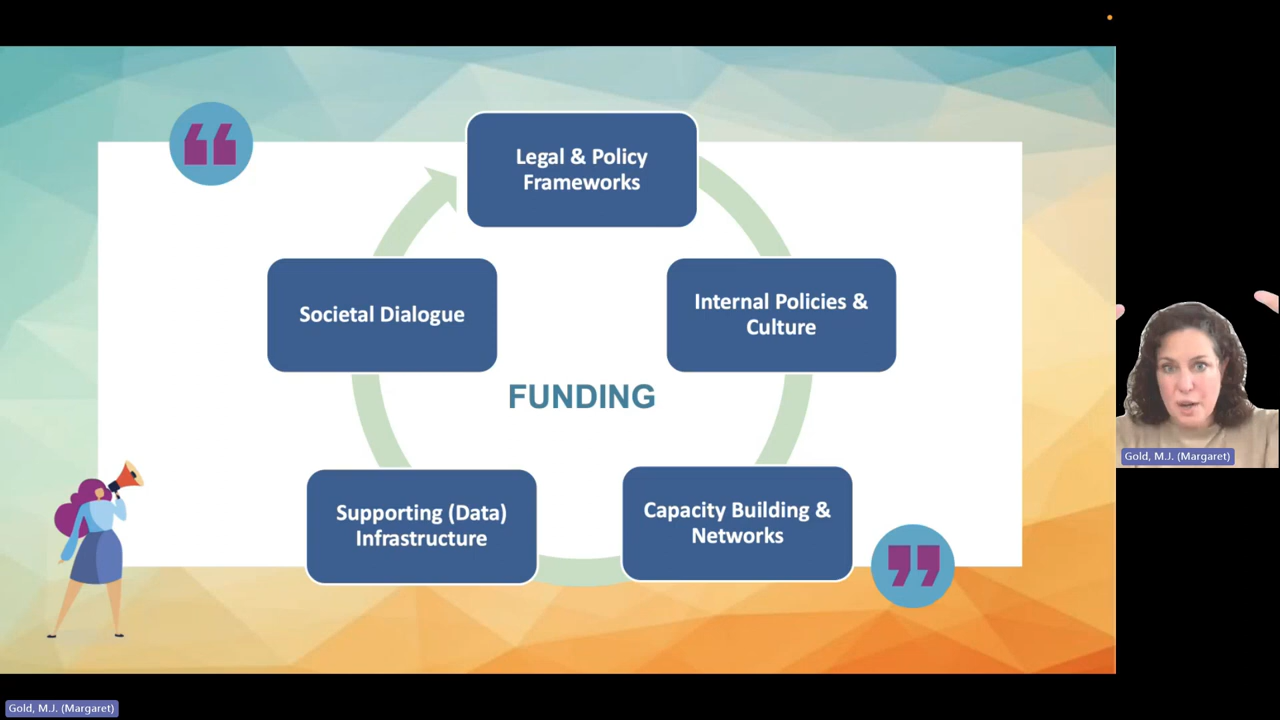 Legal & Policy
Frameworks
Societal Dialogue
Internal Policies &
Culture
FUNDING
Supporting (Data)
Infrastructure
Capacity Building &
Networks
Gold, M.J. (Margaret)
Gold, M.J. (Margaret)